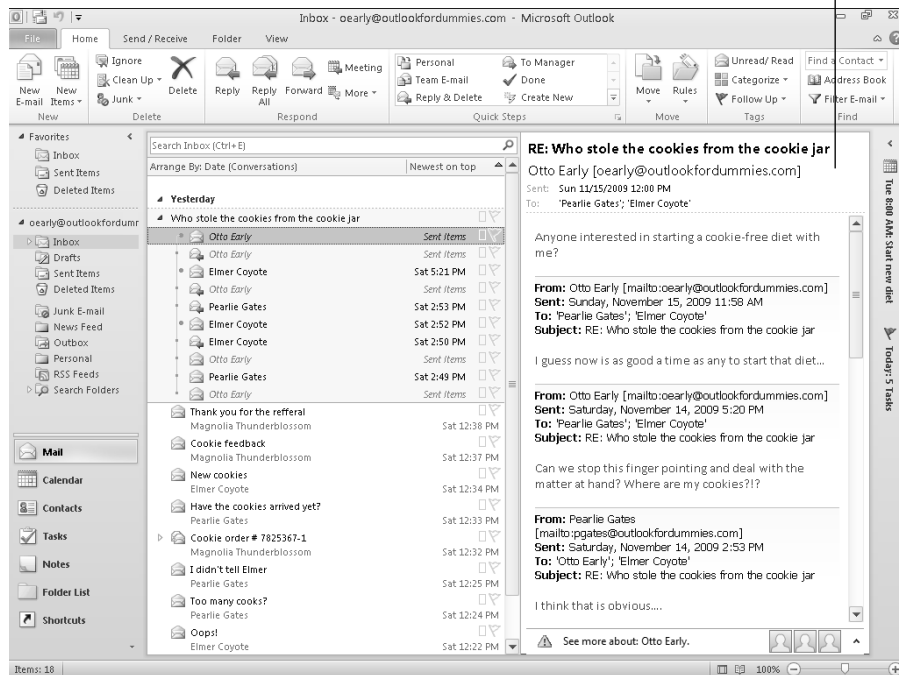 Inbox - oearly@outlookfordummies.com - Microsoft Outlook
File Home Send / Receive Folder View
New E-mail
New Items
New
Ignore
Clean Up
Junk
Delete
Delete
Reply
Reply All
Forward
Meeting
More
Respond
Personal
Team E-mail
Reply & Delete
To Manager
Done
Create New
Quick Steps
Move
Rules
Move
Unread/ Read
Categorize
Follow Up
Tags
Find a Contact
Address Book
Filter E-mail
Find
Favorites
Inbox
Sent Items
Deleted Items
oearly@outlookfordumr
Inbox
Drafts
Sent Items
Deleted Items
Junk E-mail
News Feed
Outbox
Personal
RSS Feeds
Search Folders
Mail
Calendar
Contacts
Tasks
Notes
Folder List
Shortcuts
Search Inbox (Ctrl+E)
Arrange By: Date (Conversations) Newest on top
Yesterday
Who stole the cookies from the cookie jar
Otto Early Sent Items
Otto Early Sent Items
Elmer Coyote Sat 5:21 PM
Otto Early Sent Items
Pearlie Gates Sat 2:53 PM
Elmer Coyote Sat 2:52 PM
Elmer Coyote Sat 2:50 PM
Otto Early Sent Items
Pearlie Gates Sat 2:49 PM
Otto Early Sent Items
Thank you for the refferal
Magnolia Thunderblossom Sat 12:38 PM
Cookie feedback
Magnolia Thunderblossom Sat 12:37 PM
New cookies
Elmer Coyote Sat 12:34 PM
Have the cookies arrived yet?
Pearlie Gates Sat 12:33 PM
Cookie order # 7825367-1
Magnolia Thunderblossom Sat 12:32 PM
I didn't tell Elmer
Pearlie Gates Sat 12:25 PM
Too many cooks?
Pearlie Gates Sat 12:24 PM
Oops!
Elmer Coyote Sat 12:22 PM
RE: Who stole the cookies from the cookie jar
Otto Early [oearly@outlookfordummies.com]
Sent: Sun 11/15/2009 12:00 PM
To: 'Pearlie Gates'; 'Elmer Coyote'
Anyone interested in starting a cookie-free diet with
me?
From: Otto Early [mailto:oearly@outlookfordummies.com]
Sent: Sunday, November 15, 2009 11:58 AM
To: 'Pearlie Gates'; 'Elmer Coyote'
Subject: RE: Who stole the cookies from the cookie jar
I guess now is as good a time as any to start that diet...
From: Otto Early [mailto:oearly@outlookfordummies.com]
Sent: Saturday, November 14, 2009 5:20 PM
To: 'Pearlie Gates'; 'Elmer Coyote'
Subject: RE: Who stole the cookies from the cookie jar
Can we stop this finger pointing and deal with the
matter at hand? Where are my cookies?!?
From: Pearlie Gates
[mailto:pgates@outlookfordummies.com]
Sent: Saturday, November 14, 2009 2:53 PM
To: 'Otto Early'; 'Elmer Coyote'
Subject: RE: Who stole the cookies from the cookie jar
I think that is obvious....
See more about: Otto Early.
Tue 8:00 AM: Start new diet
Today: 5 Tasks
Items: 18
100%